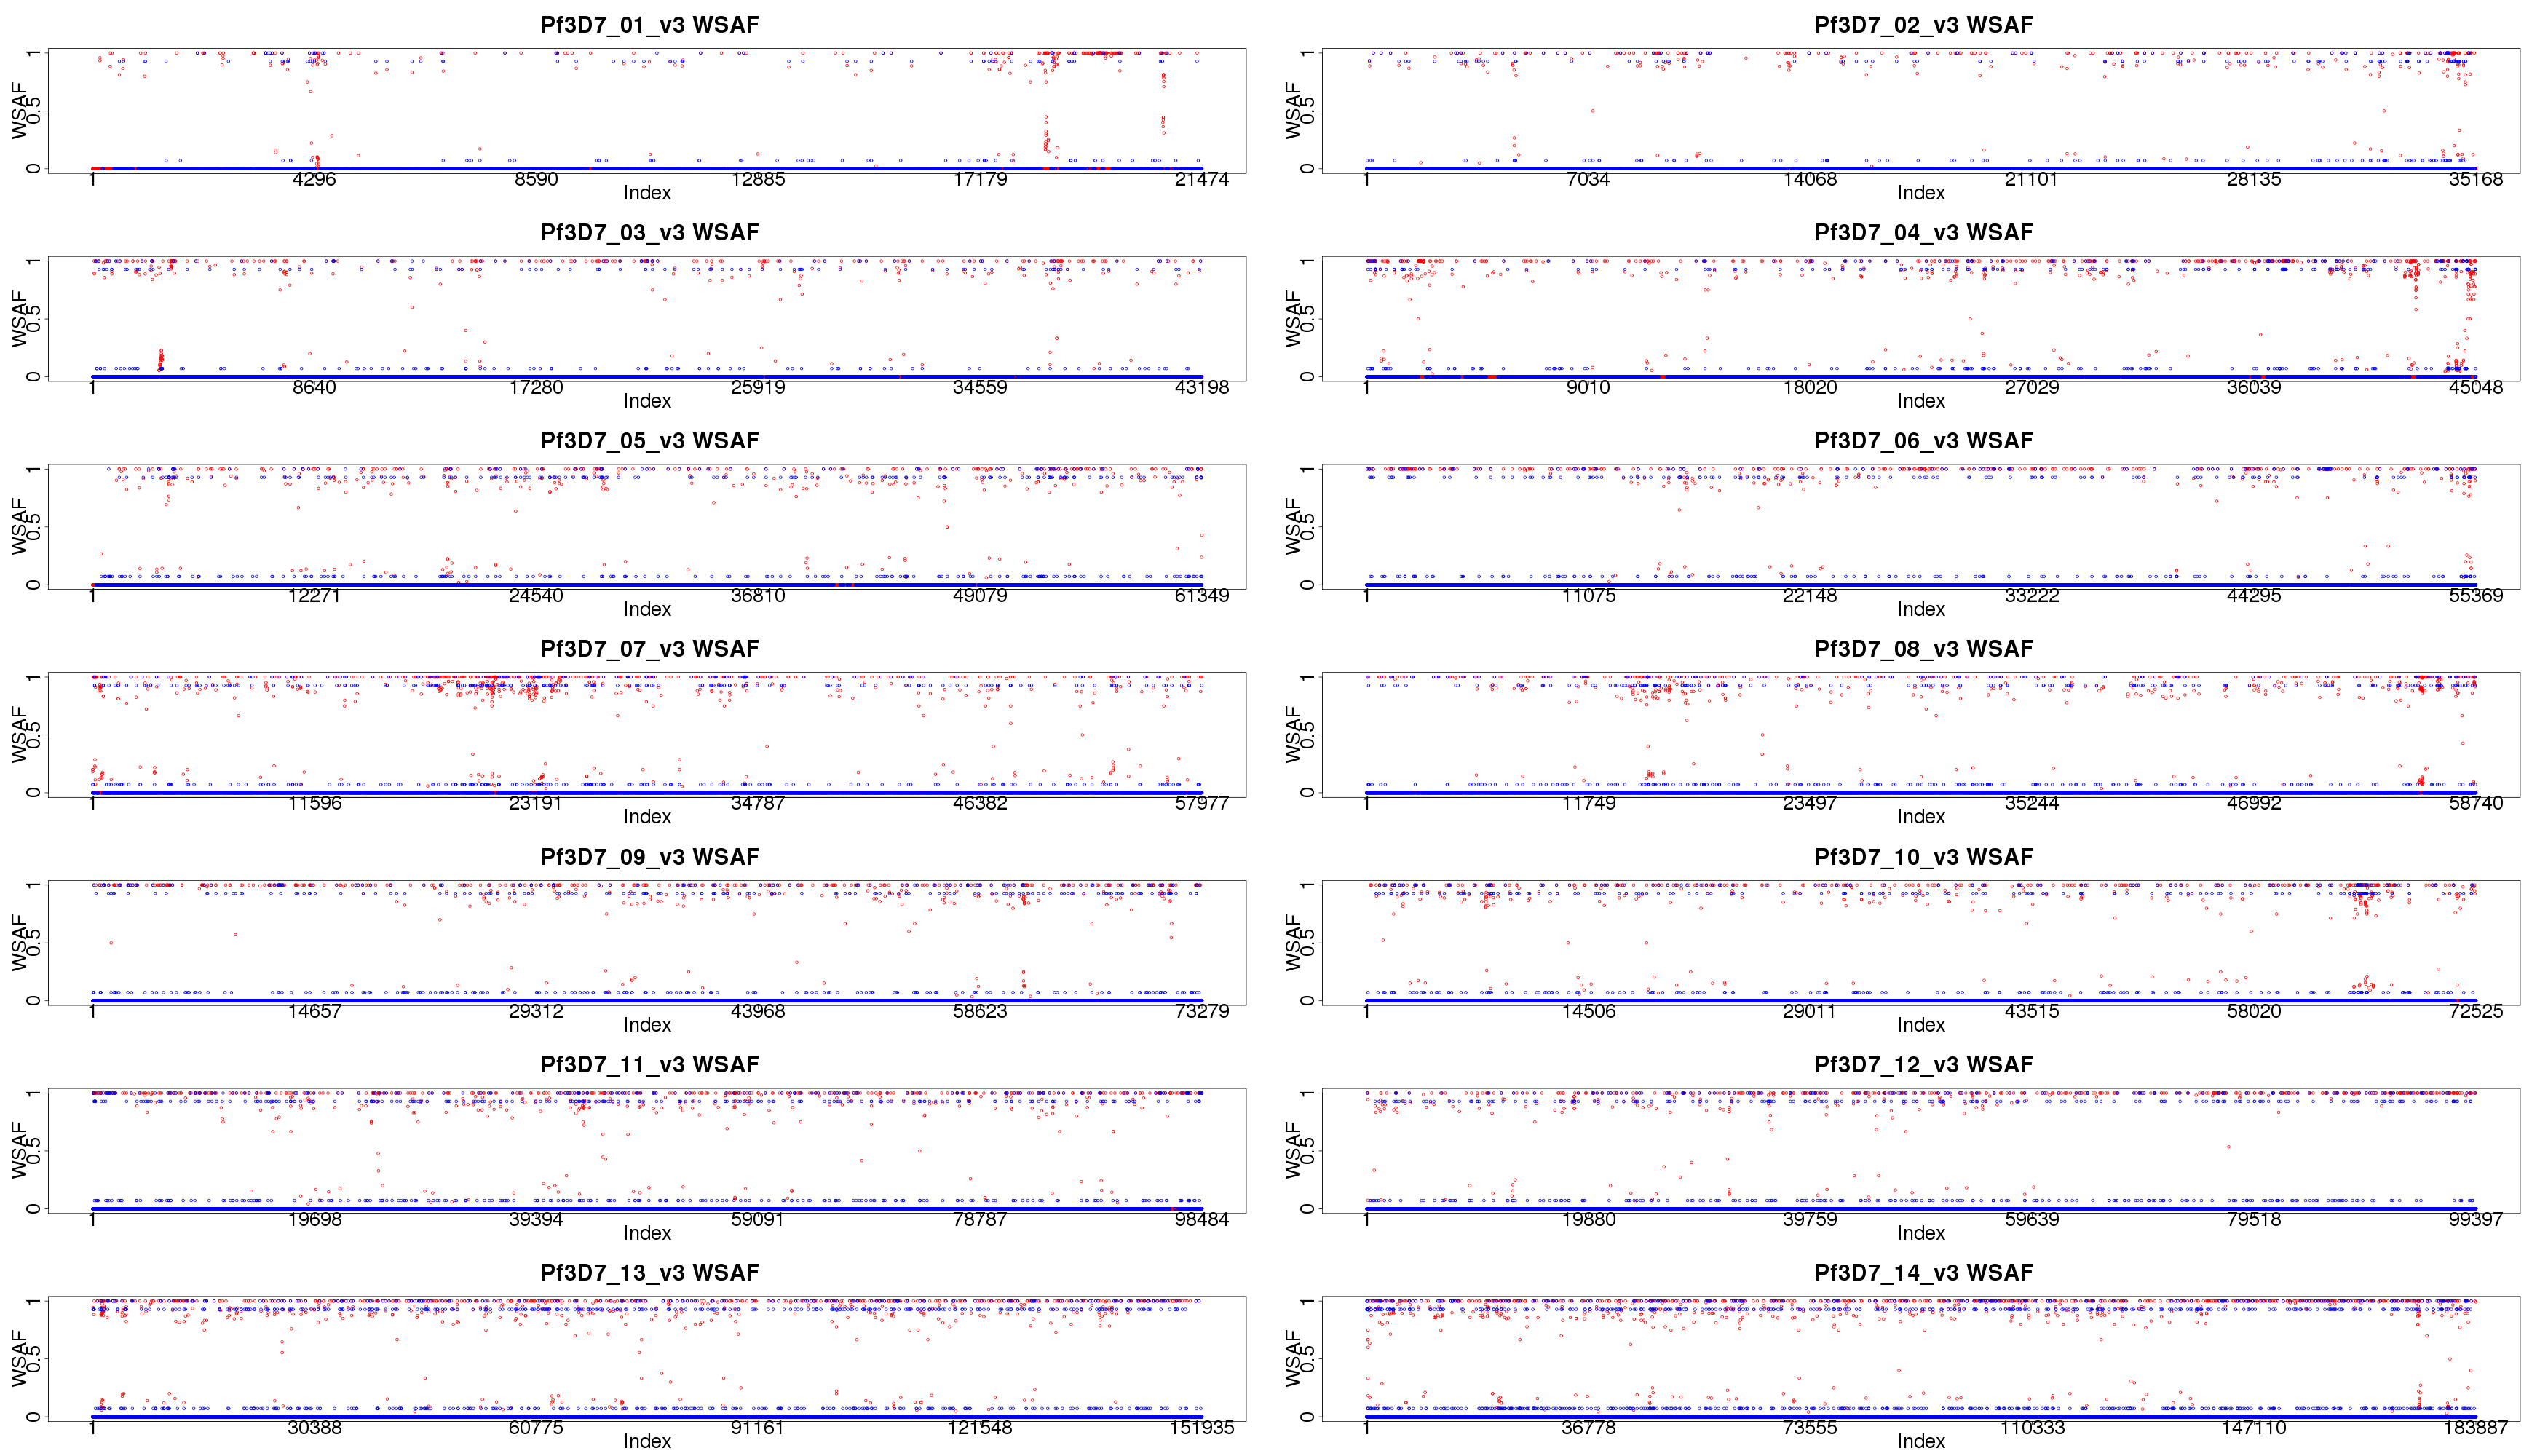 Pf3D7_01_v3 WSAF
WSAF
0 0.5 1
1 4296 8590 12885 17179 21474
Index
Pf3D7_02_v3 WSAF
WSAF
0 0.5 1
1 7034 14068 21101 28135 35168
Index
Pf3D7_03_v3 WSAF
WSAF
0 0.5 1
1 8640 17280 25919 34559 43198
Index
Pf3D7_04_v3 WSAF
WSAF
0 0.5 1
1 9010 18020 27029 36039 45048
Index
Pf3D7_05_v3 WSAF
WSAF
0 0.5 1
1 12271 24540 36810 49079 61349
Index
Pf3D7_06_v3 WSAF
WSAF
0 0.5 1
1 11075 22148 33222 44295 55369
Index
Pf3D7_07_v3 WSAF
WSAF
0 0.5 1
1 11596 23191 34787 46382 57977
Index
Pf3D7_08_v3 WSAF
WSAF
0 0.5 1
1 11749 23497 35244 46992 58740
Index
Pf3D7_09_v3 WSAF
WSAF
0 0.5 1
1 14657 29312 43968 58623 73279
Index
Pf3D7_10_v3 WSAF
WSAF
0 0.5 1
1 14506 29011 43515 58020 72525
Index
Pf3D7_11_v3 WSAF
WSAF
0 0.5 1
1 19698 39394 59091 78787 98484
Index
Pf3D7_12_v3 WSAF
WSAF
0 0.5 1
1 19880 39759 59639 79518 99397
Index
Pf3D7_13_v3 WSAF
WSAF
0 0.5 1
1 30388 60775 91161 121548 151935
Index
Pf3D7_14_v3 WSAF
WSAF
0 0.5 1
1 36778 73555 110333 147110 183887
Index